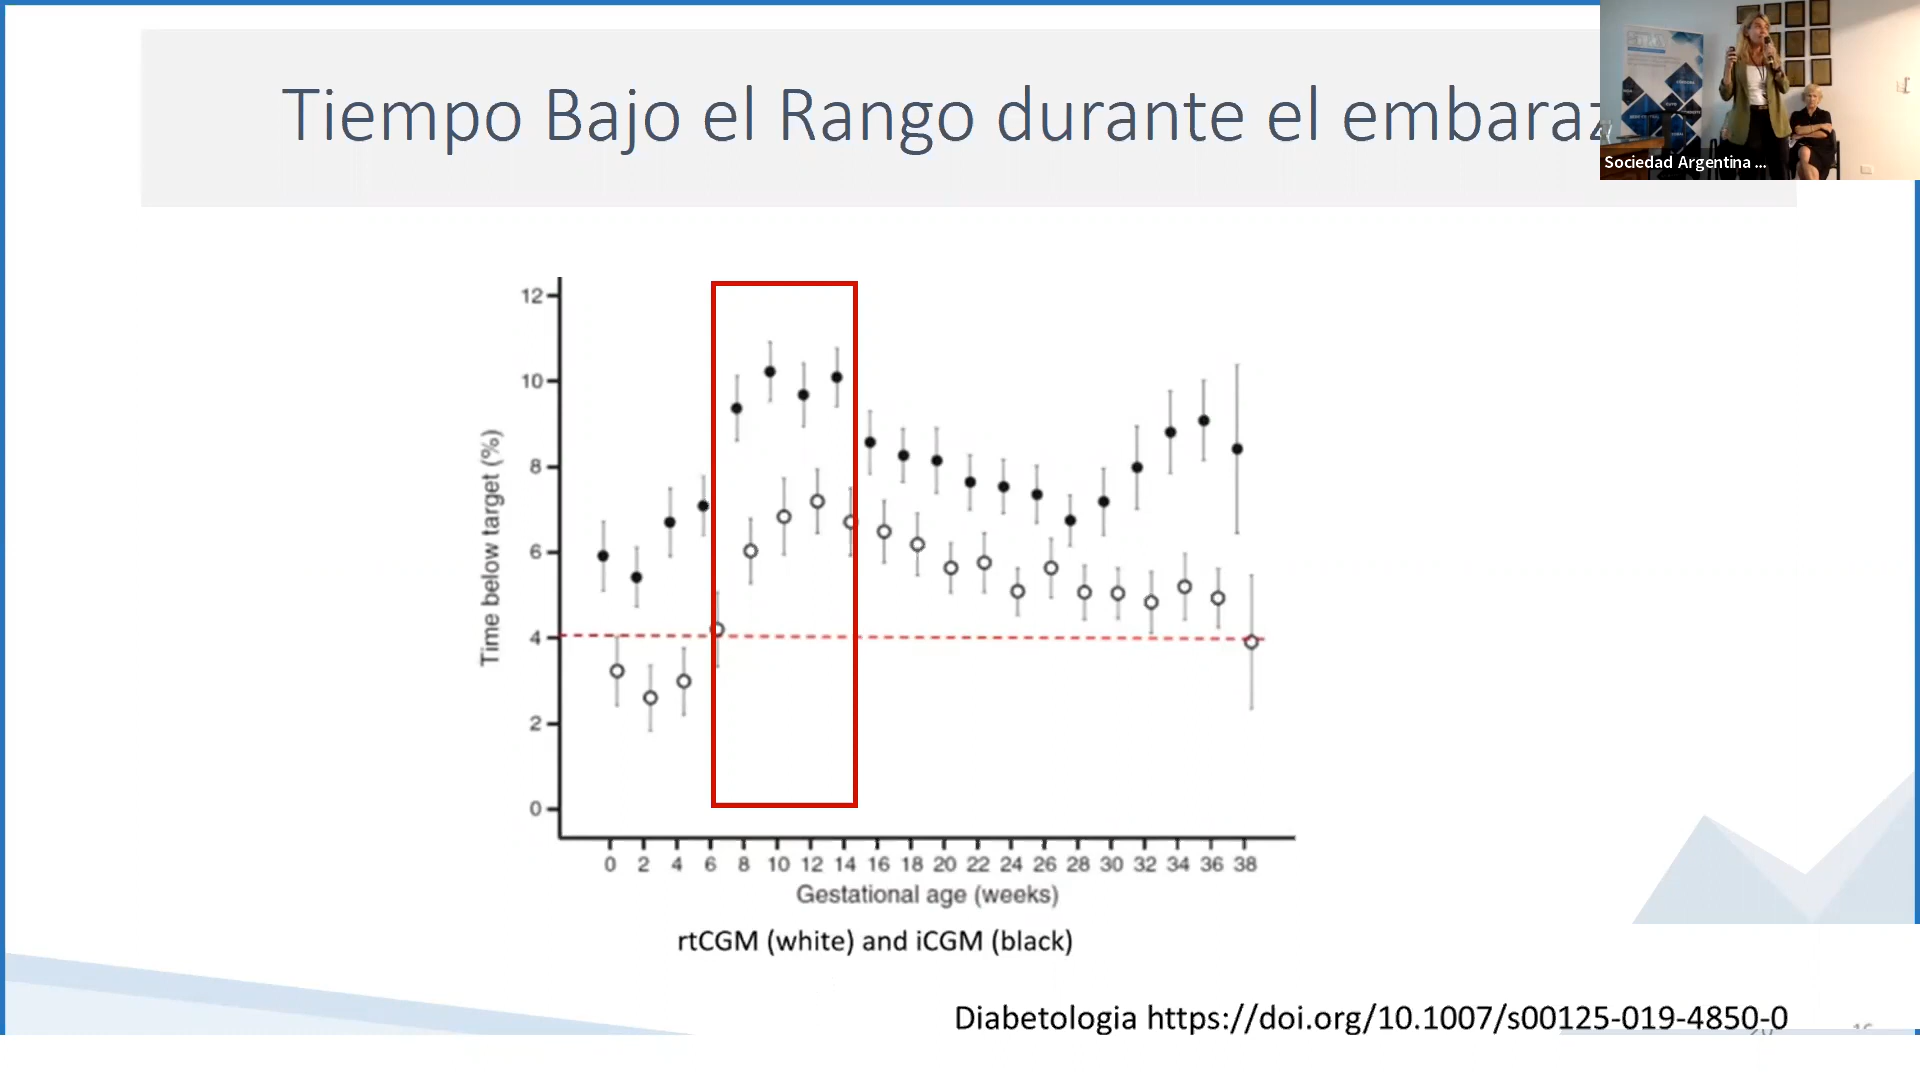 Tiempo Bajo el Rango durante el embaraz
Sociedad Argentina ...
12
10
8
6
4
2
0
Time below target (%)
0 2 4 6 8 10 12 14 16 18 20 22 24 26 28 30 32 34 36 38
Gestational age (weeks)
rtCGM (white) and iCGM (black)
Diabetologia https://doi.org/10.1007/s00125-019-4850-0